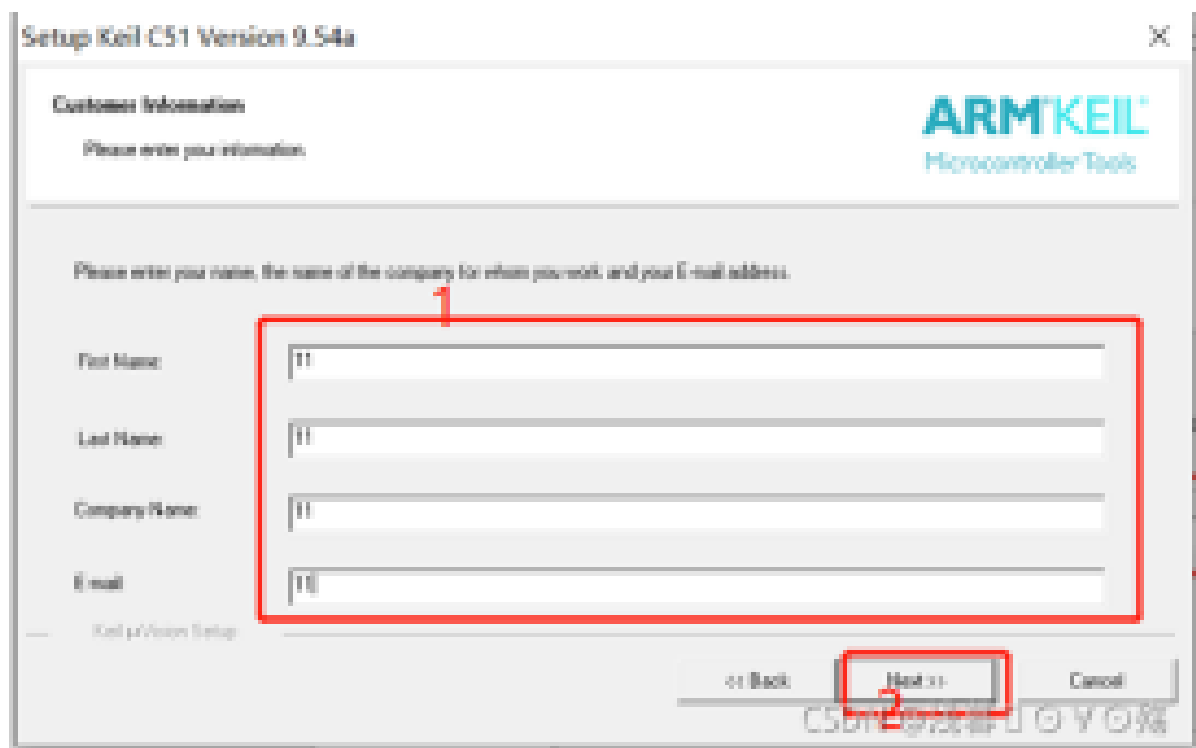 Setup Keil C51 Version 9.54a
Customer Information
Please enter your information.
ARM KEIL
Microcontroller Tools
Please enter your name, the name of the company for whom you work and your E-mail address.
1
First Name:
11
Last Name:
11
Company Name:
11
E-mail:
11
Keil µVision Setup
<< Back
Next >>
Cancel
2